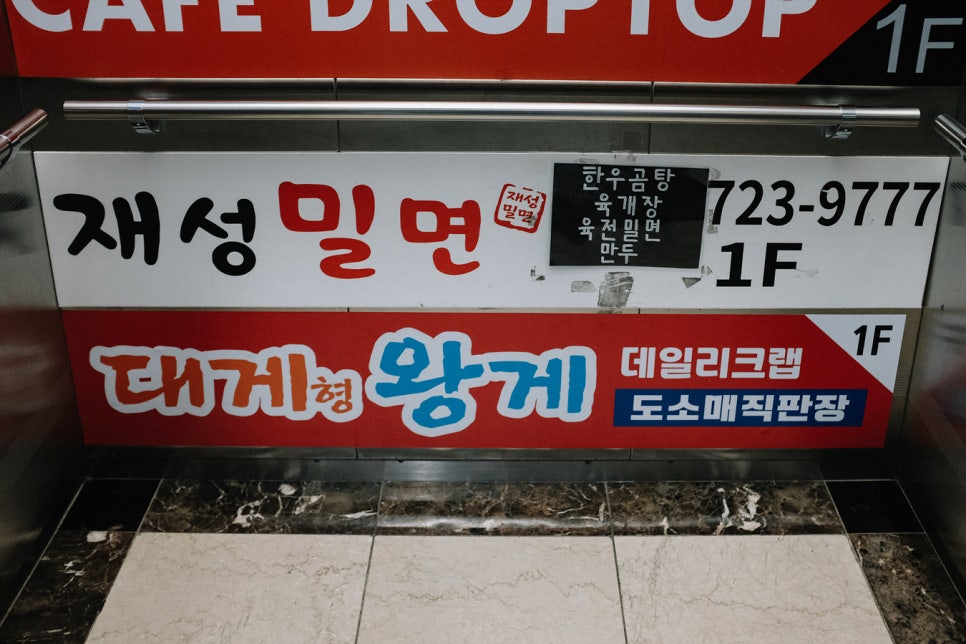 CAFE DROPTOP
1F
재성밀면
재성
밀면
한우곰탕
육개장
육전밀면
만두
723-9777
1F
대게형 왕게
데일리크랩
도소매직판장
1F